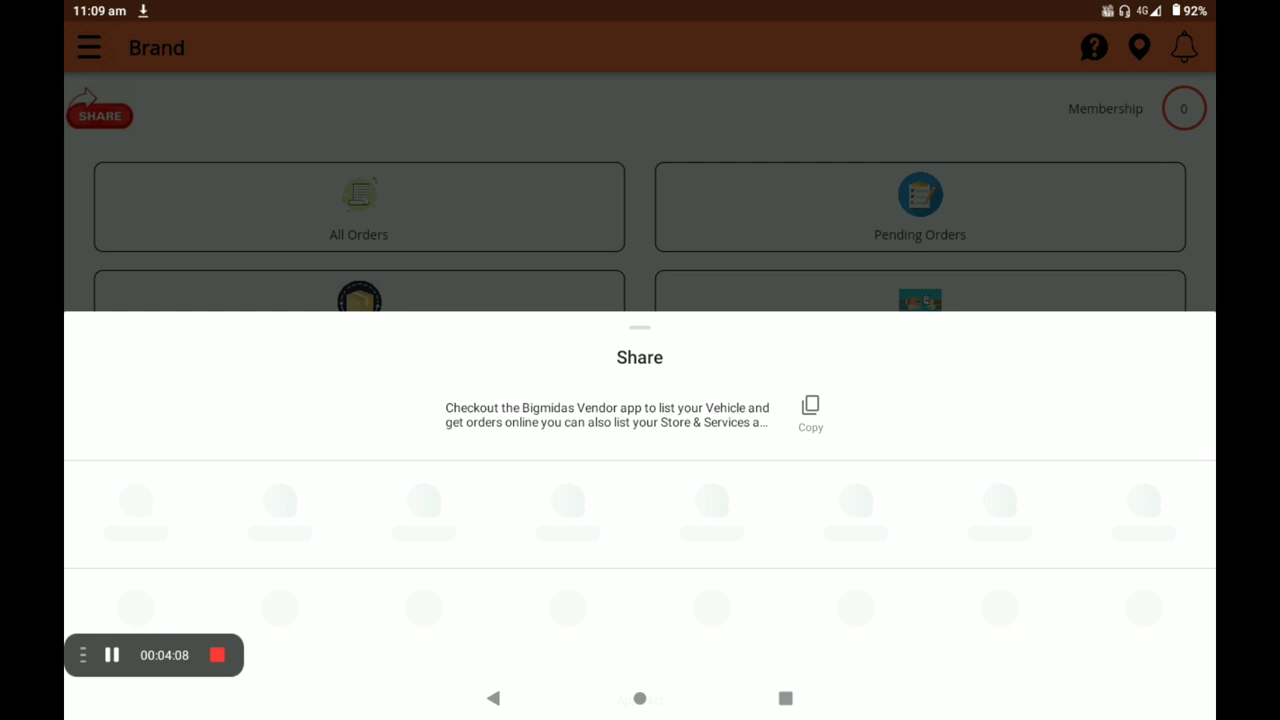 11:09 am
4G 92%
Brand
SHARE
Membership 0
All Orders
Pending Orders
Share
Checkout the Bigmidas Vendor app to list your Vehicle and
get orders online you can also list your Store & Services a...
Copy
00:04:08